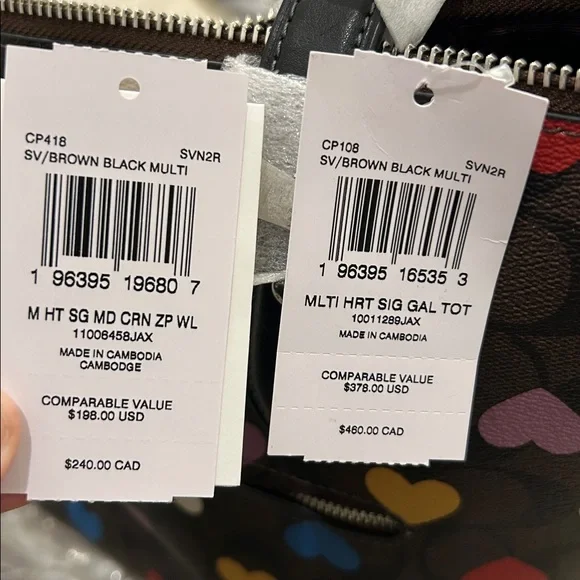 CP418
SV/BROWN BLACK MULTI SVN2R
1 96395 19680 7
M HT SG MD CRN ZP WL
11006458JAX
MADE IN CAMBODIA
CAMBODGE
COMPARABLE VALUE
$198.00 USD
$240.00 CAD
CP108
SV/BROWN BLACK MULTI SVN2R
1 96395 16535 3
MLTI HRT SIG GAL TOT
10011289JAX
MADE IN CAMBODIA
COMPARABLE VALUE
$378.00 USD
$460.00 CAD